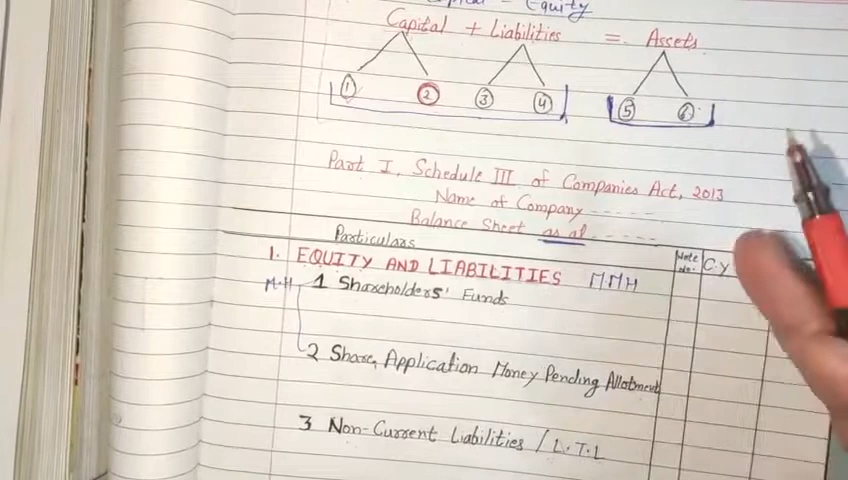 Equity
Capital + Liabilities = Assets
1 2 3 4 5 6
Part I, Schedule III of Companies Act, 2013
Name of Company -----
Balance Sheet as at -----
Particulars Note No. C.Y
1. EQUITY AND LIABILITIES MMH
M.H 1 Shareholders' Funds
2 Share Application Money Pending Allotment
3 Non-Current Liabilities / L.T.L